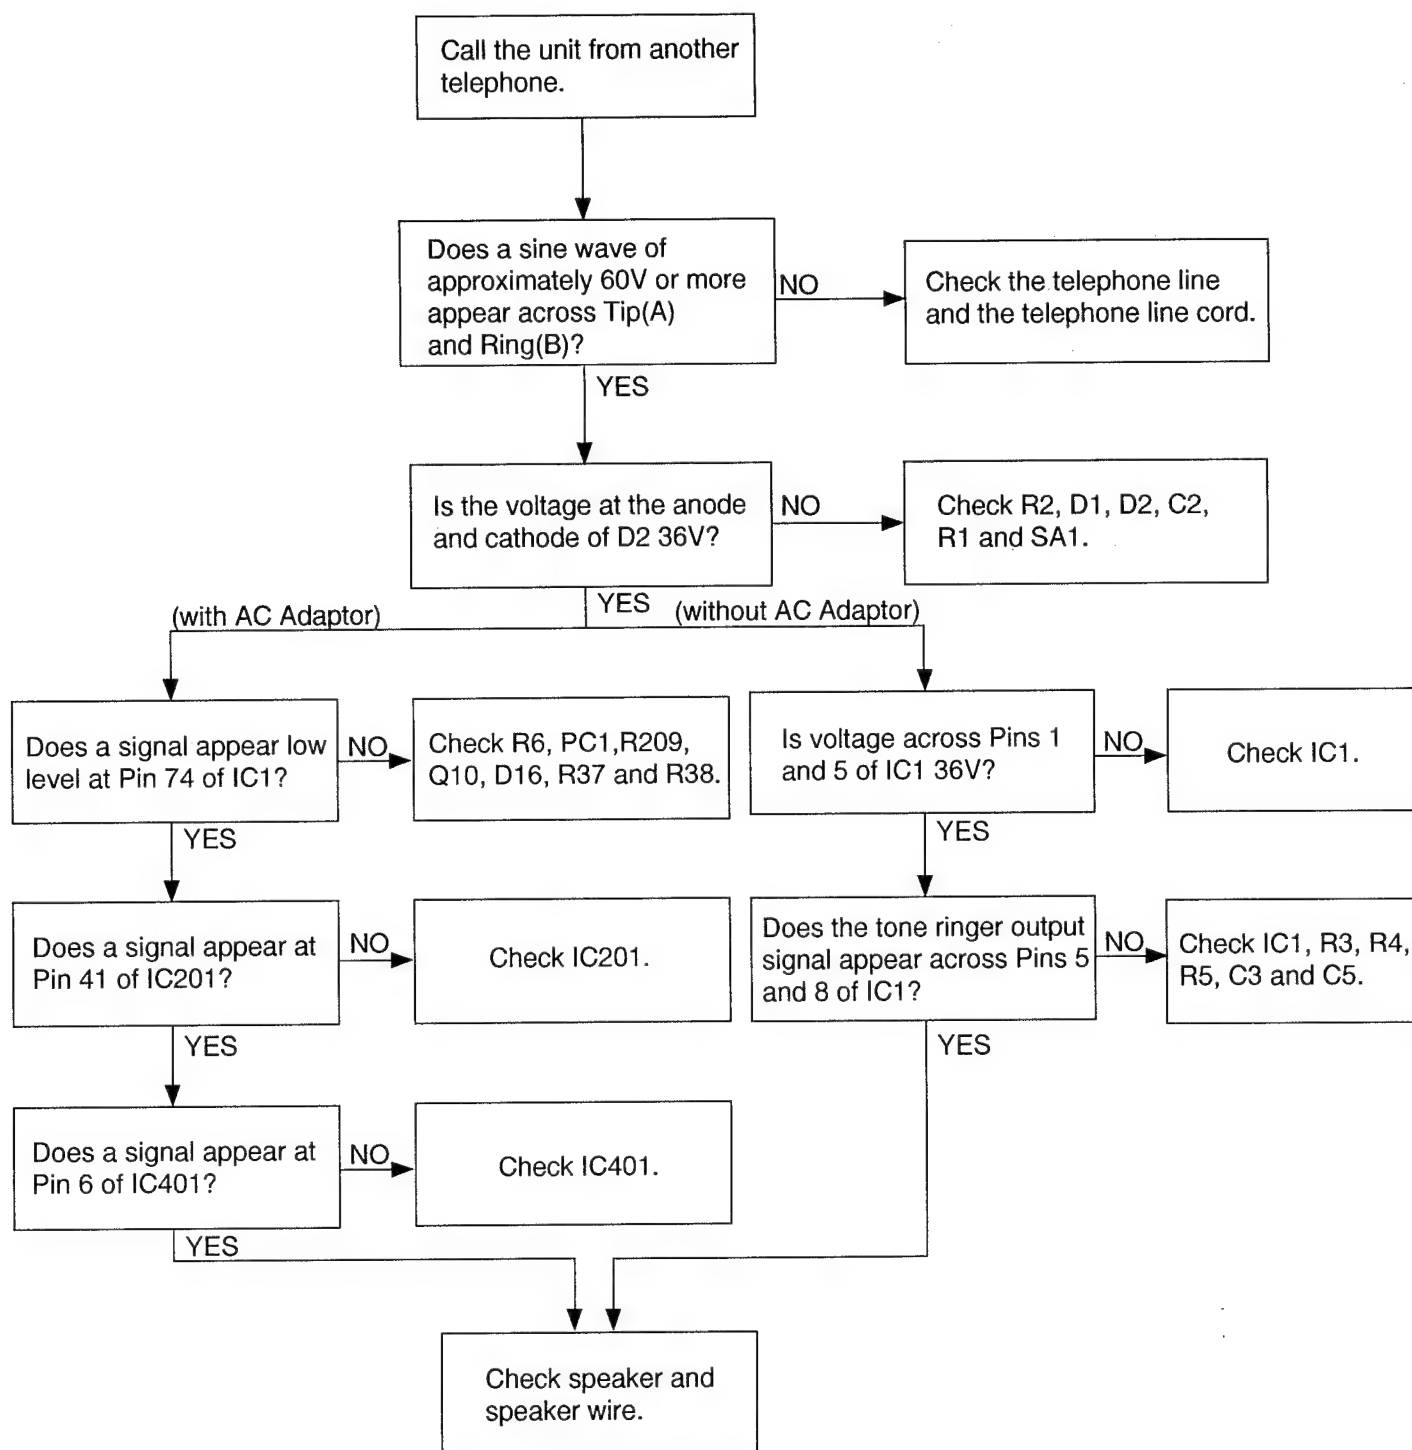 Call the unit from another
telephone.
Does a sine wave of
approximately 60V or more
appear across Tip(A)
and Ring(B)?
NO
Check the telephone line
and the telephone line cord.
YES
Is the voltage at the anode
and cathode of D2 36V?
NO
Check R2, D1, D2, C2,
R1 and SA1.
YES
(with AC Adaptor)
(without AC Adaptor)
Does a signal appear low
level at Pin 74 of IC1?
NO
Check R6, PC1,R209,
Q10, D16, R37 and R38.
Is voltage across Pins 1
and 5 of IC1 36V?
NO
Check IC1.
YES
YES
Does a signal appear at
Pin 41 of IC201?
NO
Check IC201.
Does the tone ringer output
signal appear across Pins 5
and 8 of IC1?
NO
Check IC1, R3, R4,
R5, C3 and C5.
YES
YES
Does a signal appear at
Pin 6 of IC401?
NO
Check IC401.
YES
Check speaker and
speaker wire.